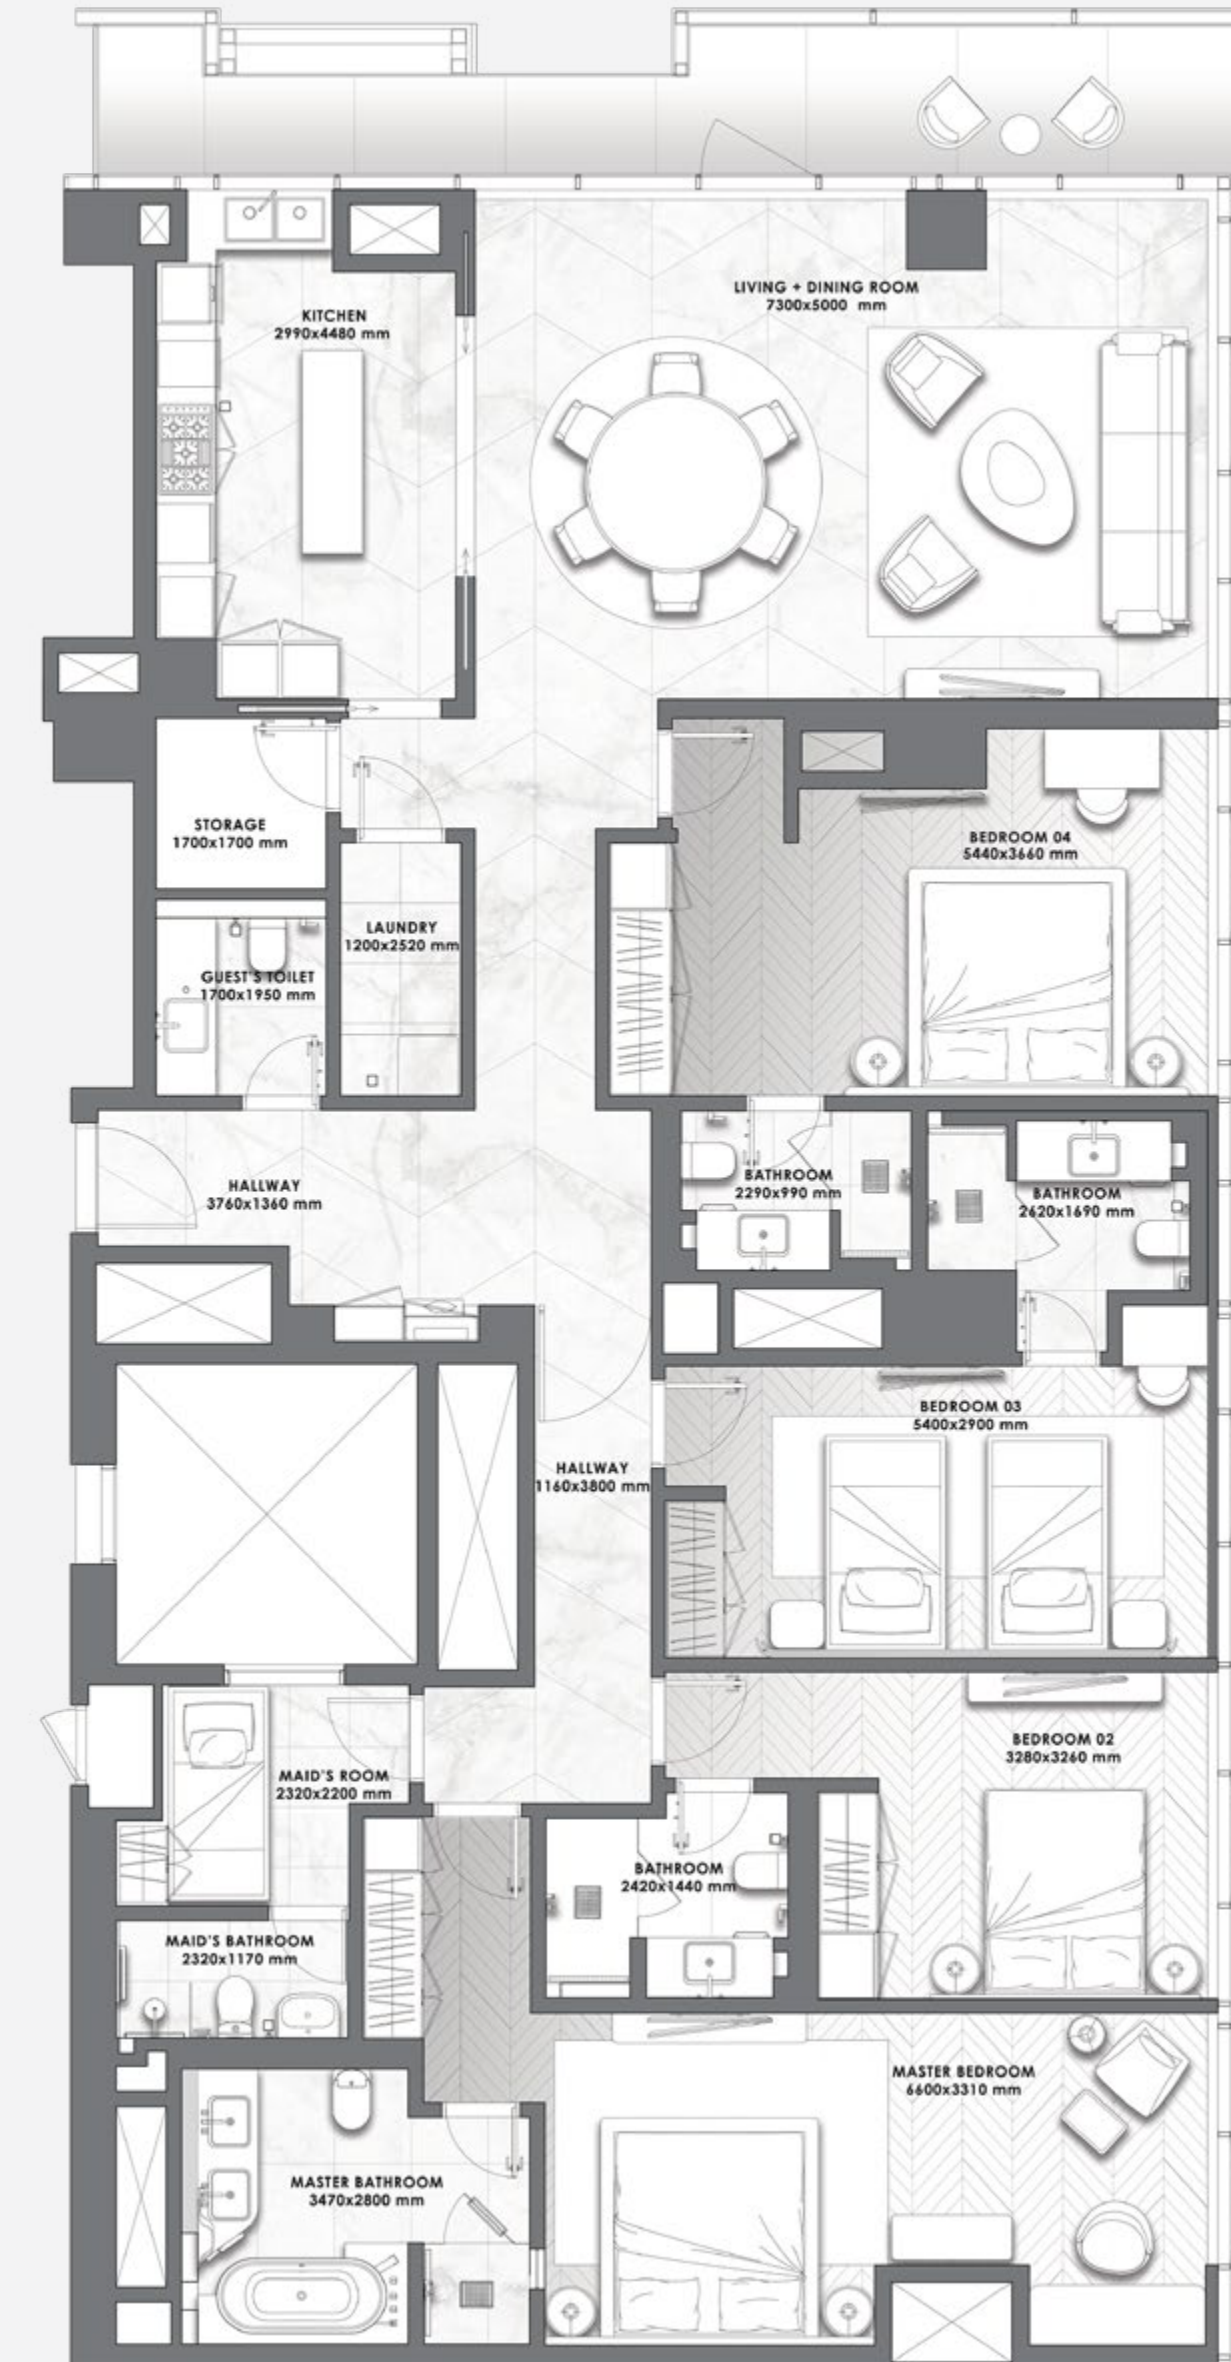 KITCHEN
2990x4480 mm
LIVING + DINING ROOM
7300x5000 mm
STORAGE
1700x1700 mm
BEDROOM 04
5440x3660 mm
LAUNDRY
1200x2520 mm
GUEST'S TOILET
1700x1950 mm
HALLWAY
3760x1360 mm
BATHROOM
2290x990 mm
BATHROOM
2620x1690 mm
BEDROOM 03
5400x2900 mm
HALLWAY
1160x3800 mm
BEDROOM 02
3280x3260 mm
MAID'S ROOM
2320x2200 mm
BATHROOM
2420x1440 mm
MAID'S BATHROOM
2320x1170 mm
MASTER BEDROOM
6600x3310 mm
MASTER BATHROOM
3470x2800 mm